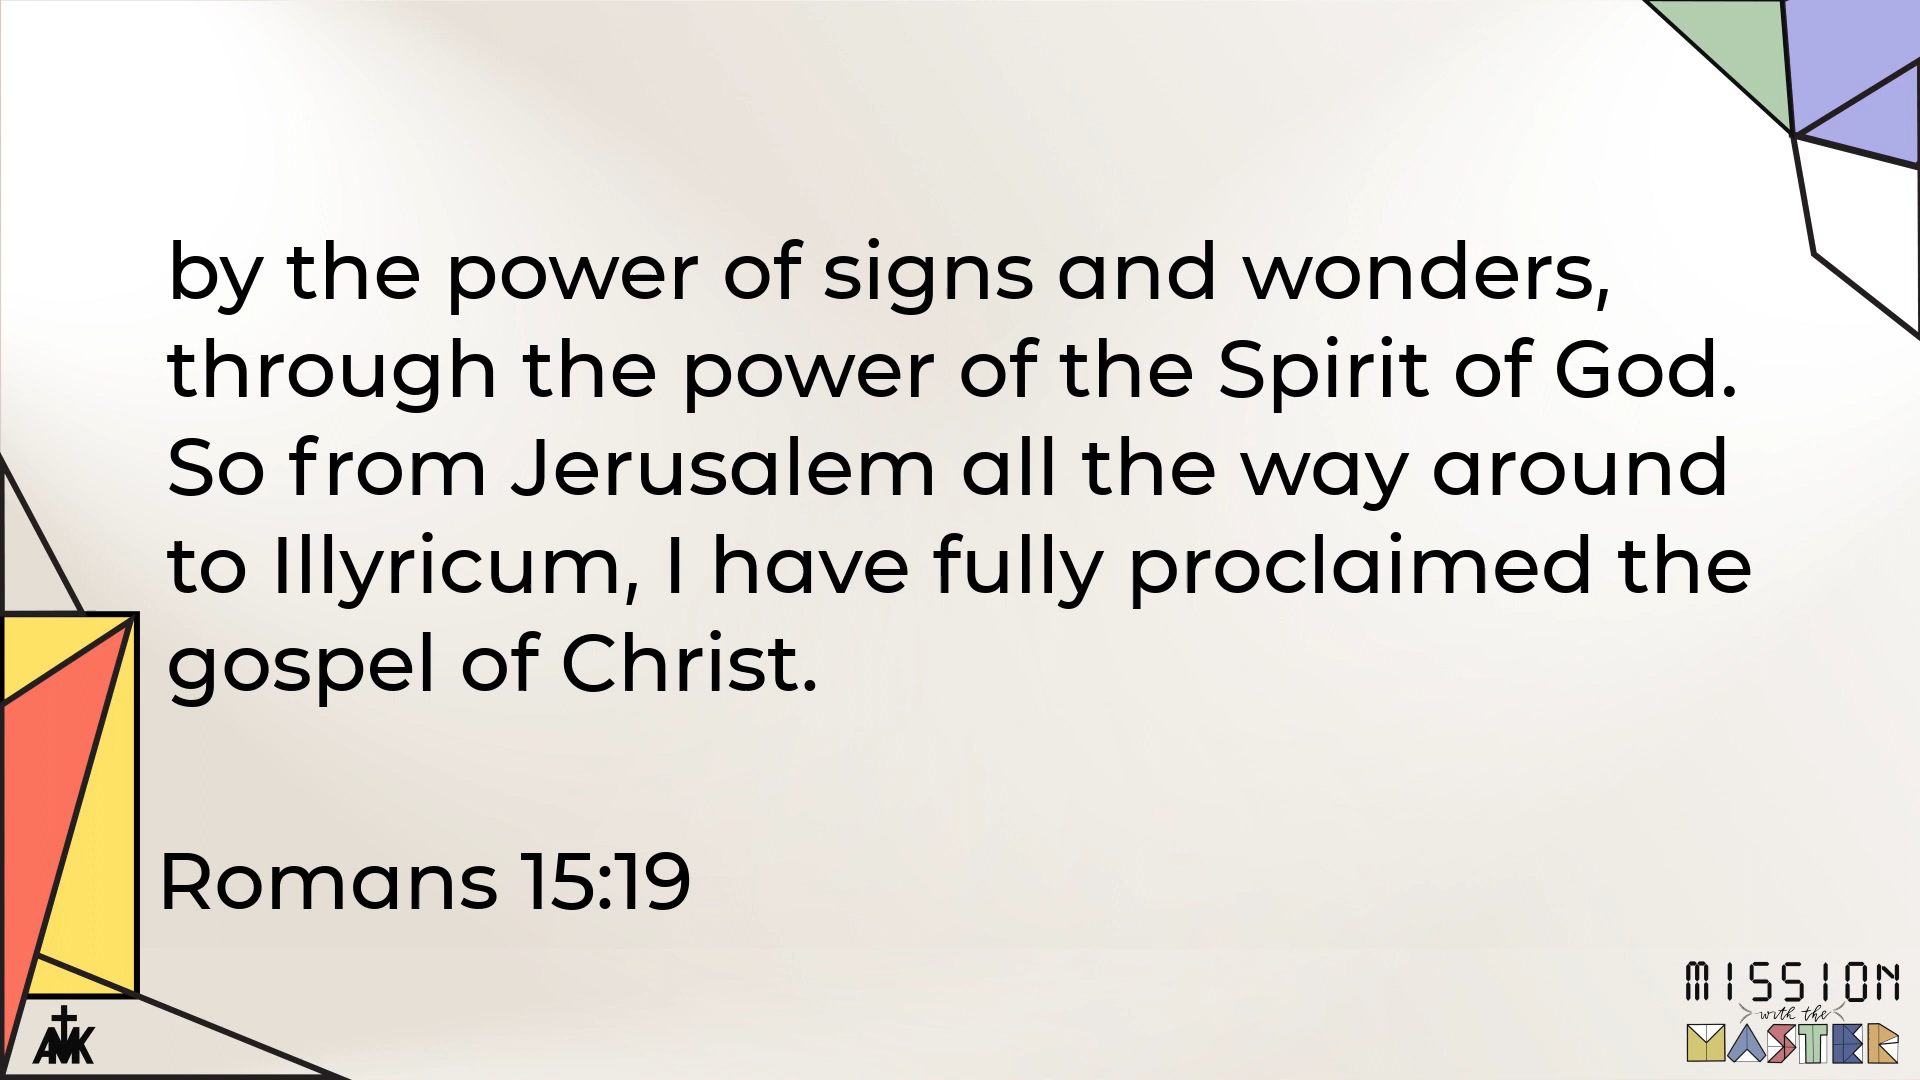 by the power of signs and wonders,
through the power of the Spirit of God.
So from Jerusalem all the way around
to Illyricum, I have fully proclaimed the
gospel of Christ.
Romans 15:19
AMK
MISSION
with the
MASTER